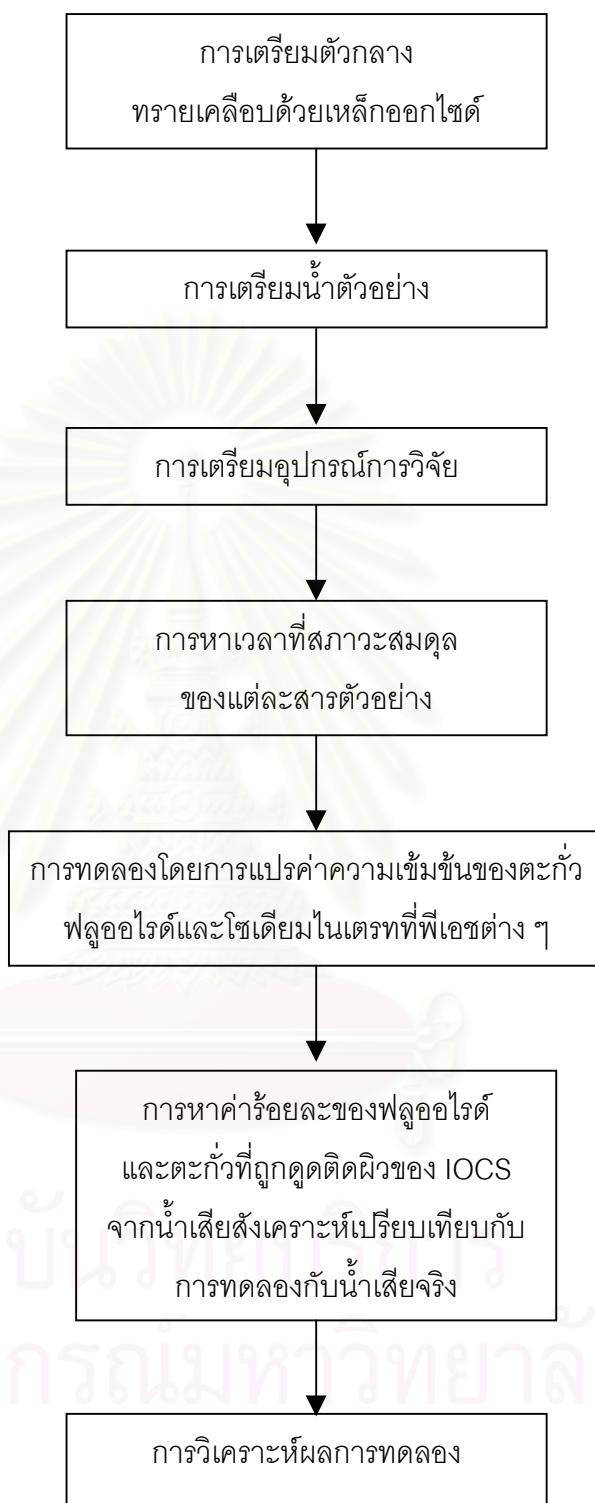 การเตรียมตัวกลาง
ทรายเคลือบด้วยเหล็กออกไซด์
การเตรียมน้ำตัวอย่าง
การเตรียมอุปกรณ์การวิจัย
การหาเวลาที่สภาวะสมดุล
ของแต่ละสารตัวอย่าง
การทดลองโดยการแปรค่าความเข้มข้นของตะกั่ว
ฟลูออไรด์และโซเดียมไนเตรทที่พีเอชต่าง ๆ
การหาค่าร้อยละของฟลูออไรด์
และตะกั่วที่ถูกดูดติดผิวของ IOCS
จากน้ำเสียสังเคราะห์เปรียบเทียบกับ
การทดลองกับน้ำเสียจริง
การวิเคราะห์ผลการทดลอง